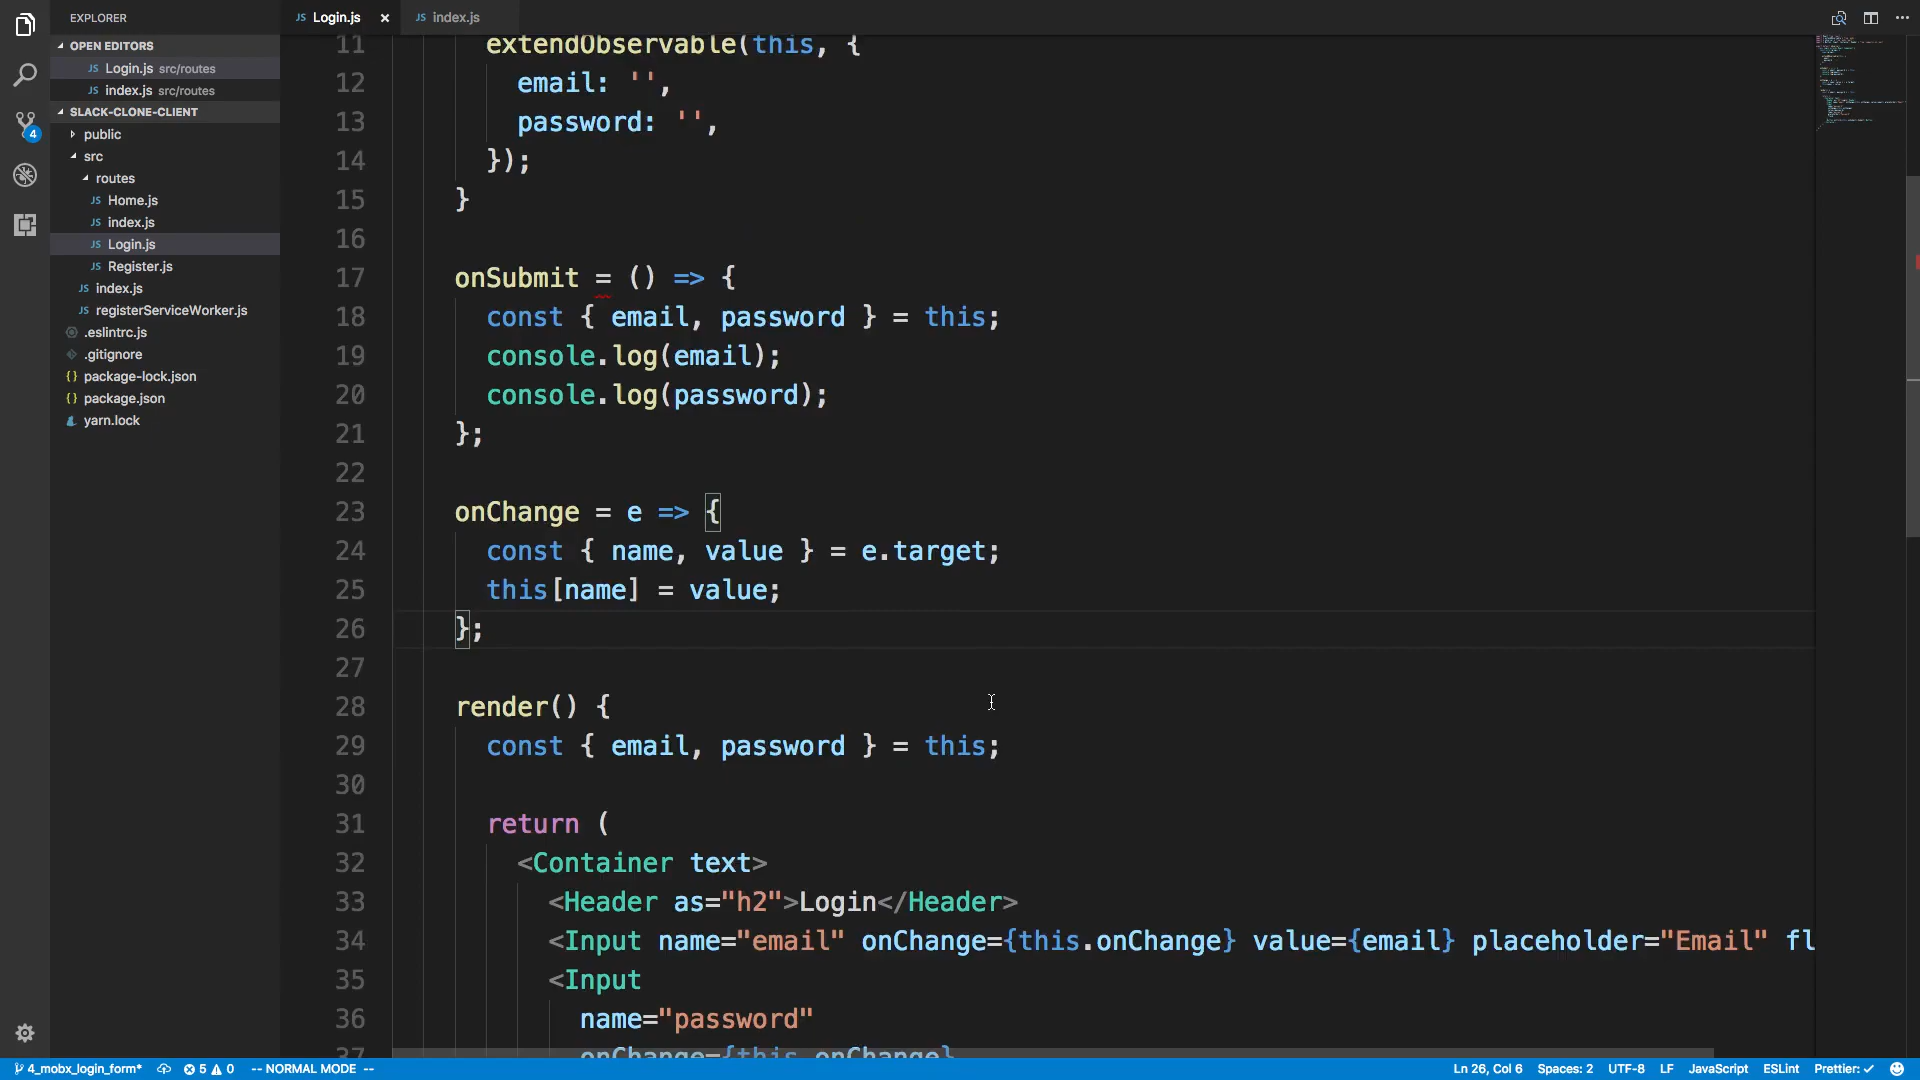 EXPLORER
Login.js
index.js
OPEN EDITORS
Login.js src/routes
index.js src/routes
SLACK-CLONE-CLIENT
public
src
routes
Home.js
index.js
Login.js
Register.js
index.js
registerServiceWorker.js
.eslintrc.js
.gitignore
package-lock.json
package.json
yarn.lock
4
11 extendObservable(this, {
12 email: '',
13 password: '',
14 });
15 }
16
17 onSubmit = () => {
18 const { email, password } = this;
19 console.log(email);
20 console.log(password);
21 };
22
23 onChange = e => {
24 const { name, value } = e.target;
25 this[name] = value;
26 };
27
28 render() {
29 const { email, password } = this;
30
31 return (
32 <Container text>
33 <Header as="h2">Login</Header>
34 <Input name="email" onChange={this.onChange} value={email} placeholder="Email" fl
35 <Input
36 name="password"
37 onChange={this.onChange}
4_mobx_login_form* 5 0 -- NORMAL MODE -- Ln 26, Col 6 Spaces: 2 UTF-8 LF JavaScript ESLint Prettier: ✓